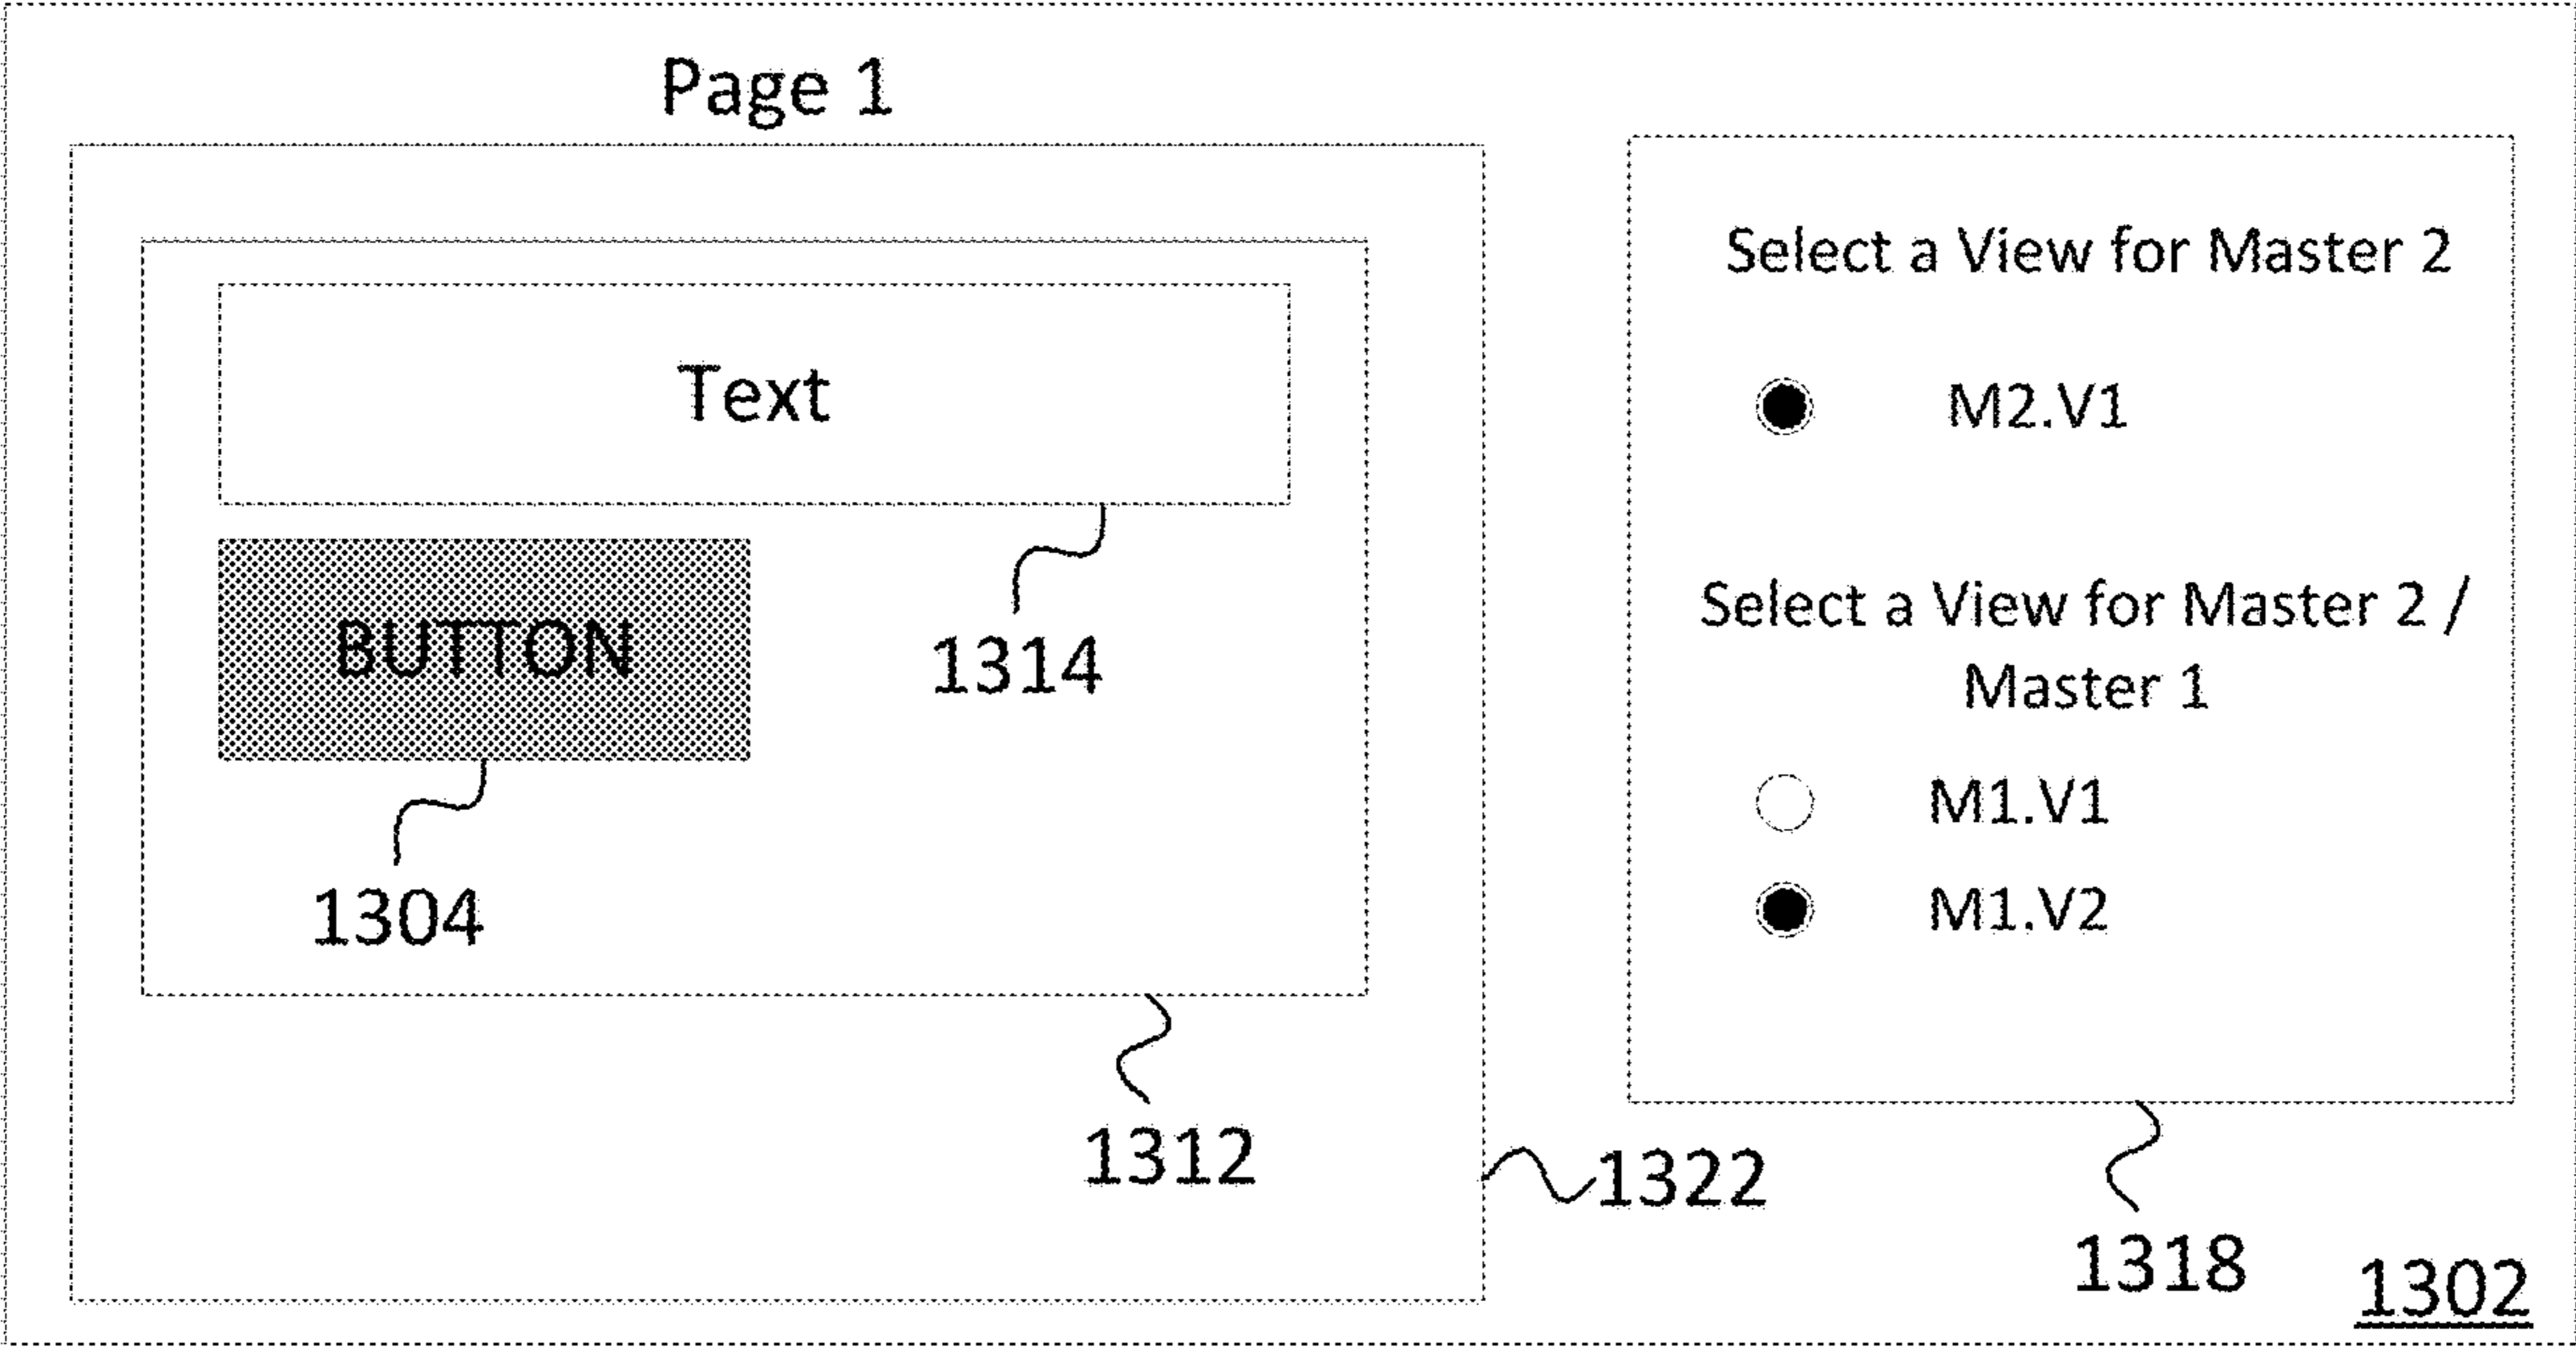 Page 1
Text
BUTTON
1314
1304
1312
1322
Select a View for Master 2
M2.V1
Select a View for Master 2 /
Master 1
M1.V1
M1.V2
1318
1302